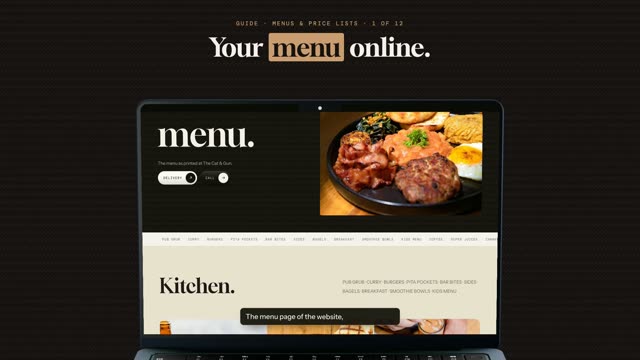 GUIDE · MENUS & PRICE LISTS · 1 OF 12
Your menu online.
menu.
The menu as printed at The Cat & Gun.
DELIVERY
CALL
PUB GRUB CURRY BURGERS PITA POCKETS BAR BITES SIDES BAGELS BREAKFAST SMOOTHIE BOWLS KIDS MENU COFFEE SUPER JUICES
Kitchen.
PUB GRUB · CURRY · BURGERS · PITA POCKETS · BAR BITES · SIDES ·
BAGELS · BREAKFAST · SMOOTHIE BOWLS · KIDS MENU
The menu page of the website,